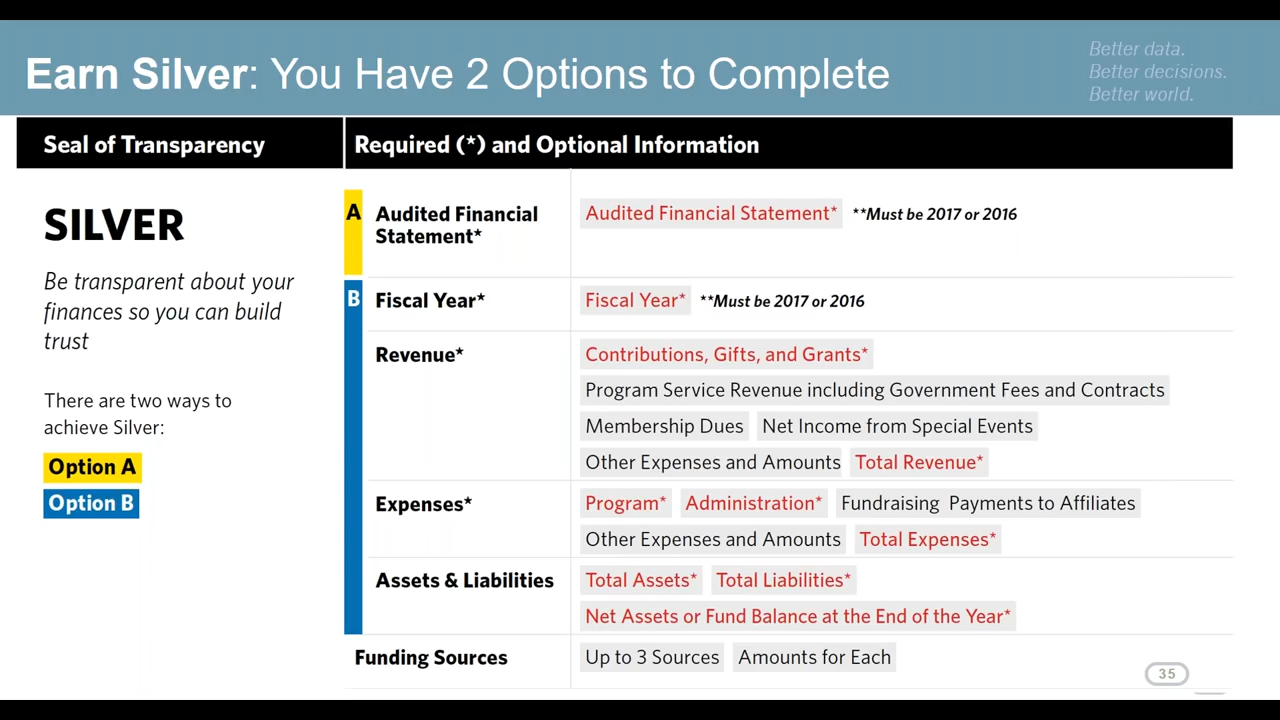 Earn Silver: You Have 2 Options to Complete
Better data.
Better decisions.
Better world.
Seal of Transparency
Required (*) and Optional Information
SILVER
Be transparent about your
finances so you can build
trust
There are two ways to
achieve Silver:
Option A
Option B
A Audited Financial
Statement*
Audited Financial Statement* **Must be 2017 or 2016
B Fiscal Year*
Fiscal Year* **Must be 2017 or 2016
Revenue*
Contributions, Gifts, and Grants*
Program Service Revenue including Government Fees and Contracts
Membership Dues Net Income from Special Events
Other Expenses and Amounts Total Revenue*
Expenses*
Program* Administration* Fundraising Payments to Affiliates
Other Expenses and Amounts Total Expenses*
Assets & Liabilities
Total Assets* Total Liabilities*
Net Assets or Fund Balance at the End of the Year*
Funding Sources
Up to 3 Sources Amounts for Each
35